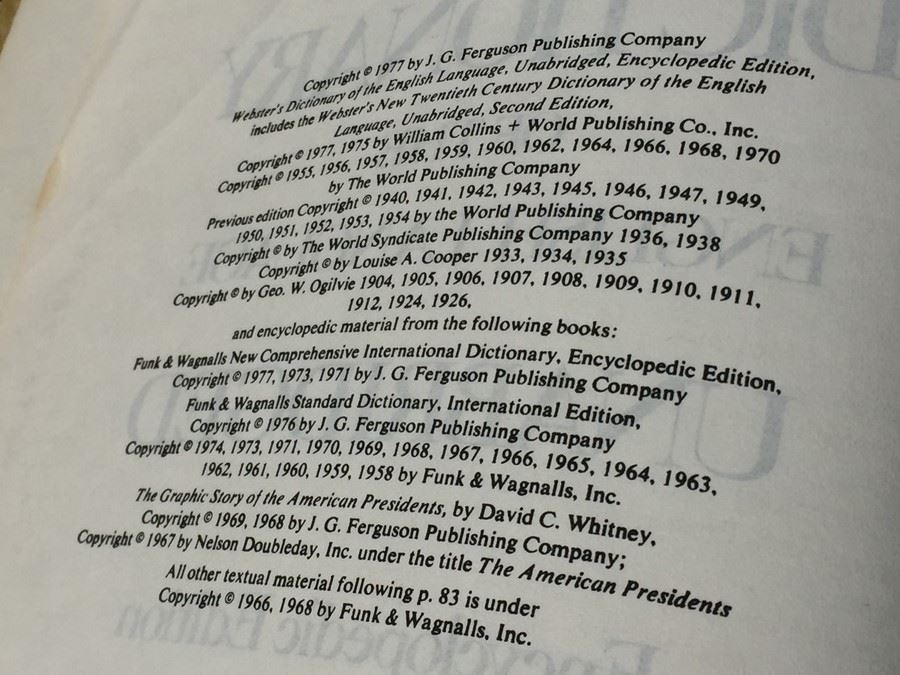 Copyright © 1977 by J. G. Ferguson Publishing Company
Webster's Dictionary of the English Language, Unabridged, Encyclopedic Edition,
includes the Webster's New Twentieth Century Dictionary of the English
Language, Unabridged, Second Edition,
Copyright © 1977, 1975 by William Collins + World Publishing Co., Inc.
Copyright © 1955, 1956, 1957, 1958, 1959, 1960, 1962, 1964, 1966, 1968, 1970
by The World Publishing Company
Previous edition Copyright © 1940, 1941, 1942, 1943, 1945, 1946, 1947, 1949,
1950, 1951, 1952, 1953, 1954 by the World Publishing Company
Copyright © by The World Syndicate Publishing Company 1936, 1938
Copyright © by Louise A. Cooper 1933, 1934, 1935
Copyright © by Geo. W. Ogilvie 1904, 1905, 1906, 1907, 1908, 1909, 1910, 1911,
1912, 1924, 1926,
and encyclopedic material from the following books:
Funk & Wagnalls New Comprehensive International Dictionary, Encyclopedic Edition,
Copyright © 1977, 1973, 1971 by J. G. Ferguson Publishing Company
Funk & Wagnalls Standard Dictionary, International Edition,
Copyright © 1976 by J. G. Ferguson Publishing Company
Copyright © 1974, 1973, 1971, 1970, 1969, 1968, 1967, 1966, 1965, 1964, 1963,
1962, 1961, 1960, 1959, 1958 by Funk & Wagnalls, Inc.
The Graphic Story of the American Presidents, by David C. Whitney,
Copyright © 1969, 1968 by J. G. Ferguson Publishing Company;
Copyright © 1967 by Nelson Doubleday, Inc. under the title The American Presidents
All other textual material following p. 83 is under
Copyright © 1966, 1968 by Funk & Wagnalls, Inc.